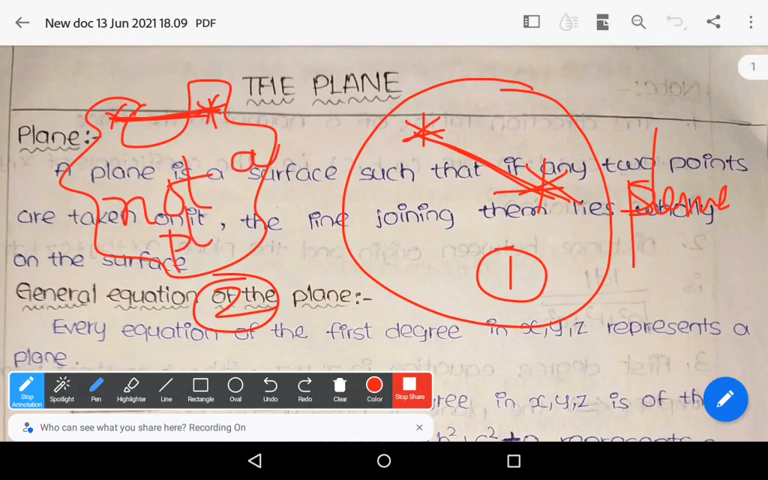 New doc 13 Jun 2021 18.09 PDF
1
THE PLANE
Plane:-
A plane is a surface such that if any two points
are taken on it, the line joining them lies wholly
on the surface
General equation of the plane:-
Every equation of the first degree in x,y,z represents a
plane.
ree in x,y,z is of th
not a
1
2
Stop Annotation
Spotlight
Pen
Highlighter
Line
Rectangle
Oval
Undo
Redo
Clear
Color
Stop Share
Who can see what you share here? Recording On